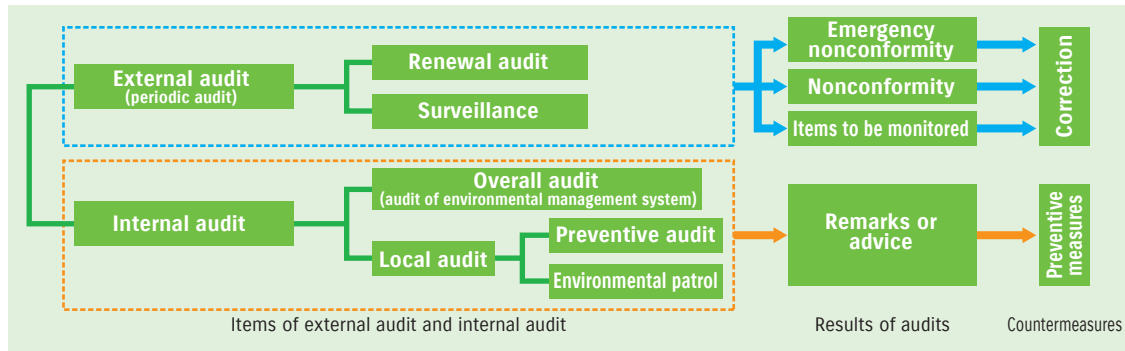 External audit
(periodic audit)
Renewal audit
Surveillance
Emergency
nonconformity
Nonconformity
Items to be monitored
Correction
Internal audit
Overall audit
(audit of environmental management system)
Local audit
Preventive audit
Environmental patrol
Remarks or
advice
Preventive
measures
Items of external audit and internal audit
Results of audits
Countermeasures